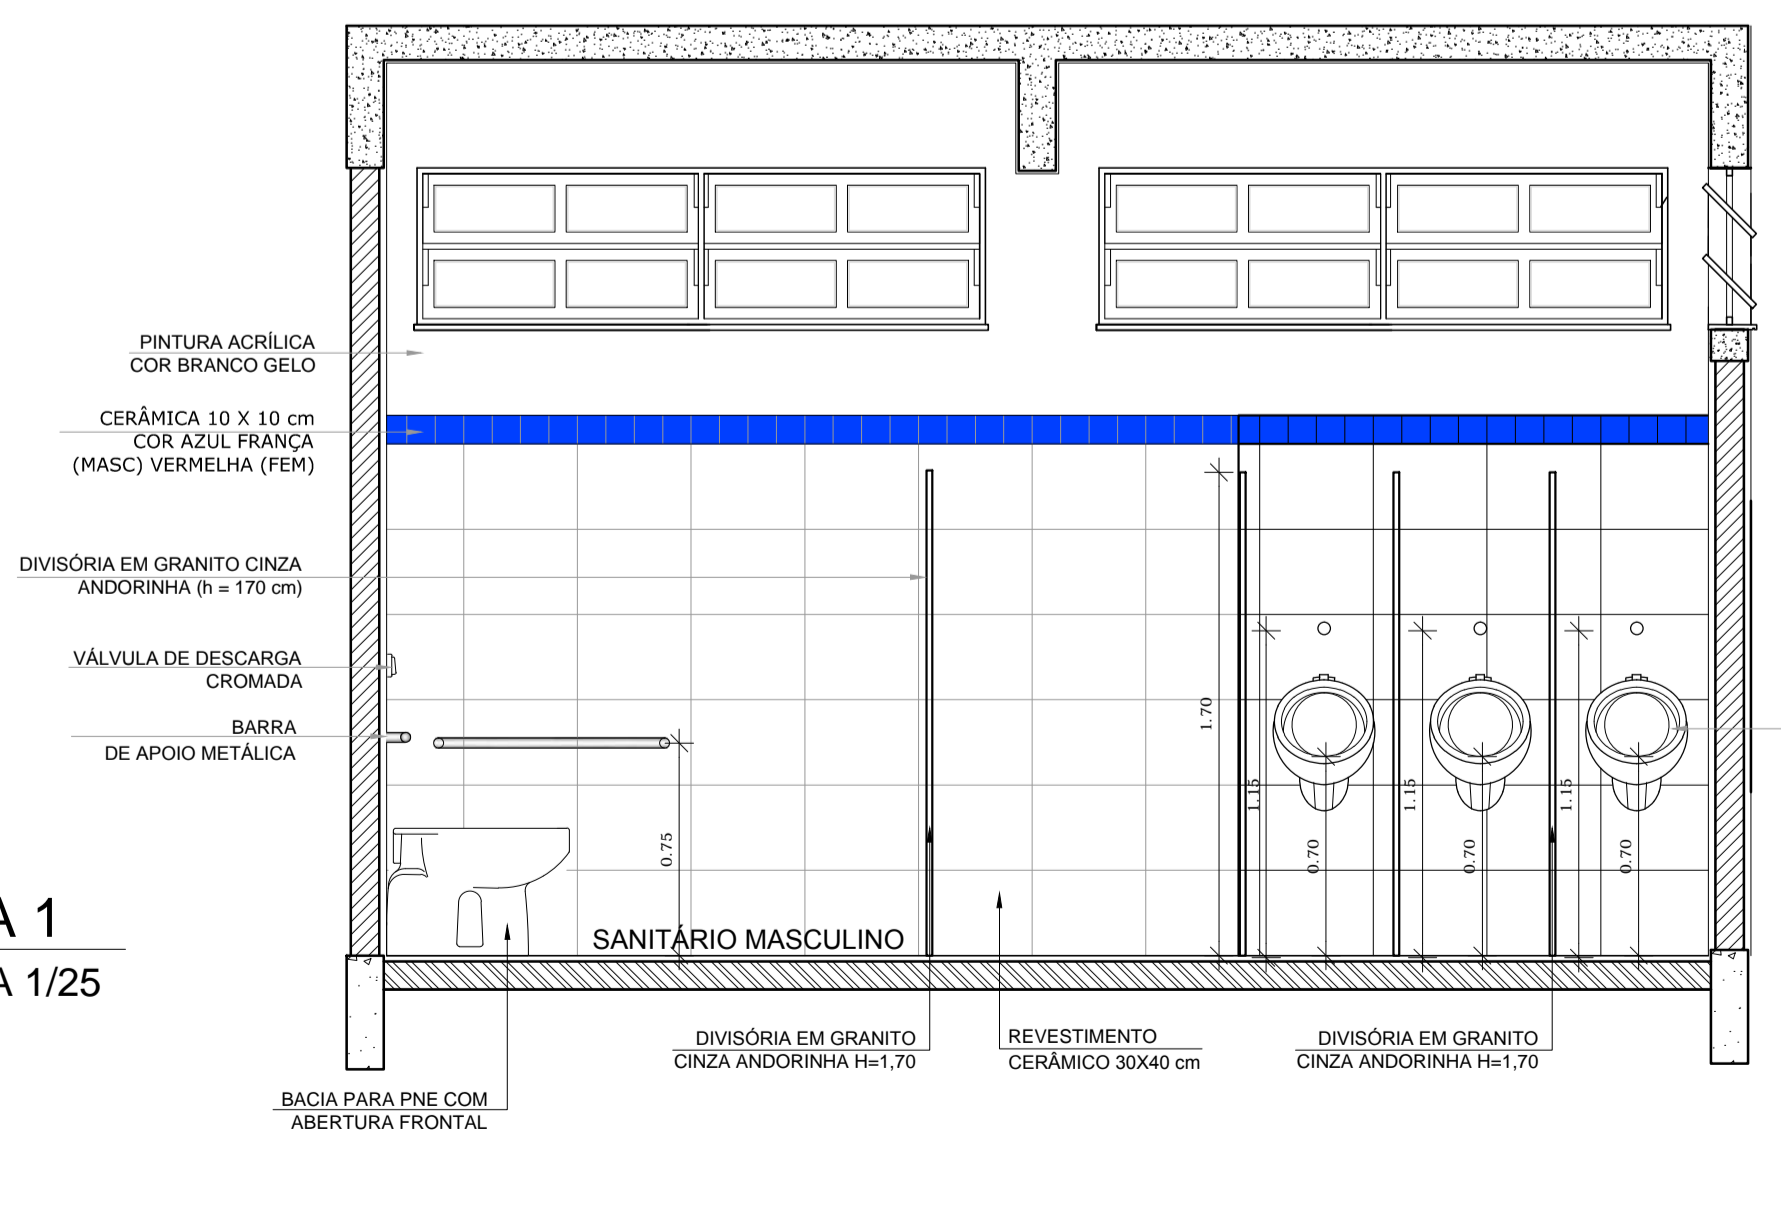 PINTURA ACRÍLICA
COR BRANCO GELO
CERÂMICA 10 X 10 cm
COR AZUL FRANÇA
(MASC) VERMELHA (FEM)
DIVISÓRIA EM GRANITO CINZA
ANDORINHA (h = 170 cm)
VÁLVULA DE DESCARGA
CROMADA
BARRA
DE APOIO METÁLICA
1.70
1.15
1.15
1.15
0.75
0.70
0.70
0.70
A 1
A 1/25
SANITÁRIO MASCULINO
DIVISÓRIA EM GRANITO
CINZA ANDORINHA H=1,70
REVESTIMENTO
CERÂMICO 30X40 cm
DIVISÓRIA EM GRANITO
CINZA ANDORINHA H=1,70
BACIA PARA PNE COM
ABERTURA FRONTAL